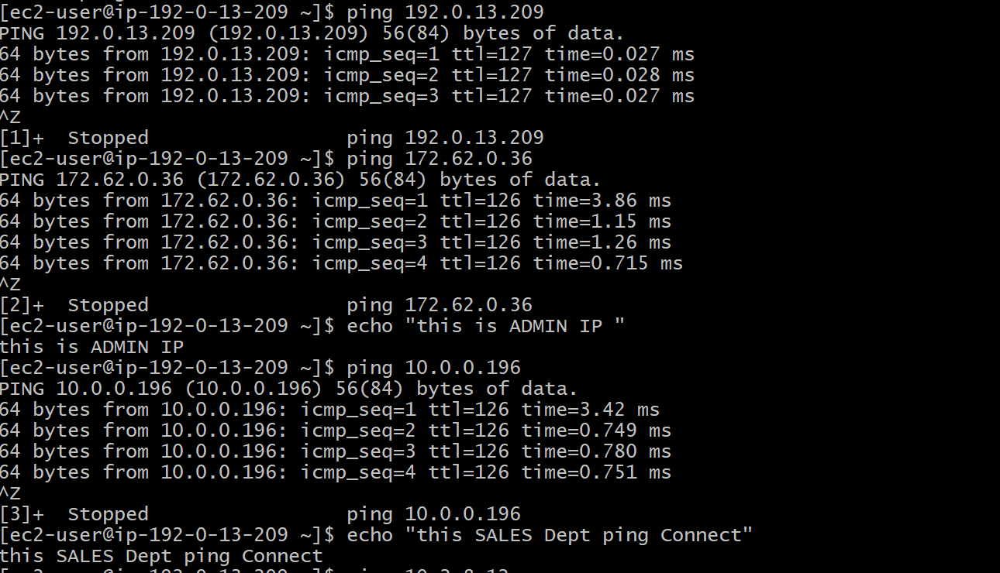 [ec2-user@ip-192-0-13-209 ~]$ ping 192.0.13.209
PING 192.0.13.209 (192.0.13.209) 56(84) bytes of data.
64 bytes from 192.0.13.209: icmp_seq=1 ttl=127 time=0.027 ms
64 bytes from 192.0.13.209: icmp_seq=2 ttl=127 time=0.028 ms
64 bytes from 192.0.13.209: icmp_seq=3 ttl=127 time=0.027 ms
^Z
[1]+  Stopped                 ping 192.0.13.209
[ec2-user@ip-192-0-13-209 ~]$ ping 172.62.0.36
PING 172.62.0.36 (172.62.0.36) 56(84) bytes of data.
64 bytes from 172.62.0.36: icmp_seq=1 ttl=126 time=3.86 ms
64 bytes from 172.62.0.36: icmp_seq=2 ttl=126 time=1.15 ms
64 bytes from 172.62.0.36: icmp_seq=3 ttl=126 time=1.26 ms
64 bytes from 172.62.0.36: icmp_seq=4 ttl=126 time=0.715 ms
^Z
[2]+  Stopped                 ping 172.62.0.36
[ec2-user@ip-192-0-13-209 ~]$ echo "this is ADMIN IP "
this is ADMIN IP
[ec2-user@ip-192-0-13-209 ~]$ ping 10.0.0.196
PING 10.0.0.196 (10.0.0.196) 56(84) bytes of data.
64 bytes from 10.0.0.196: icmp_seq=1 ttl=126 time=3.42 ms
64 bytes from 10.0.0.196: icmp_seq=2 ttl=126 time=0.749 ms
64 bytes from 10.0.0.196: icmp_seq=3 ttl=126 time=0.780 ms
64 bytes from 10.0.0.196: icmp_seq=4 ttl=126 time=0.751 ms
^Z
[3]+  Stopped                 ping 10.0.0.196
[ec2-user@ip-192-0-13-209 ~]$ echo "this SALES Dept ping Connect"
this SALES Dept ping Connect